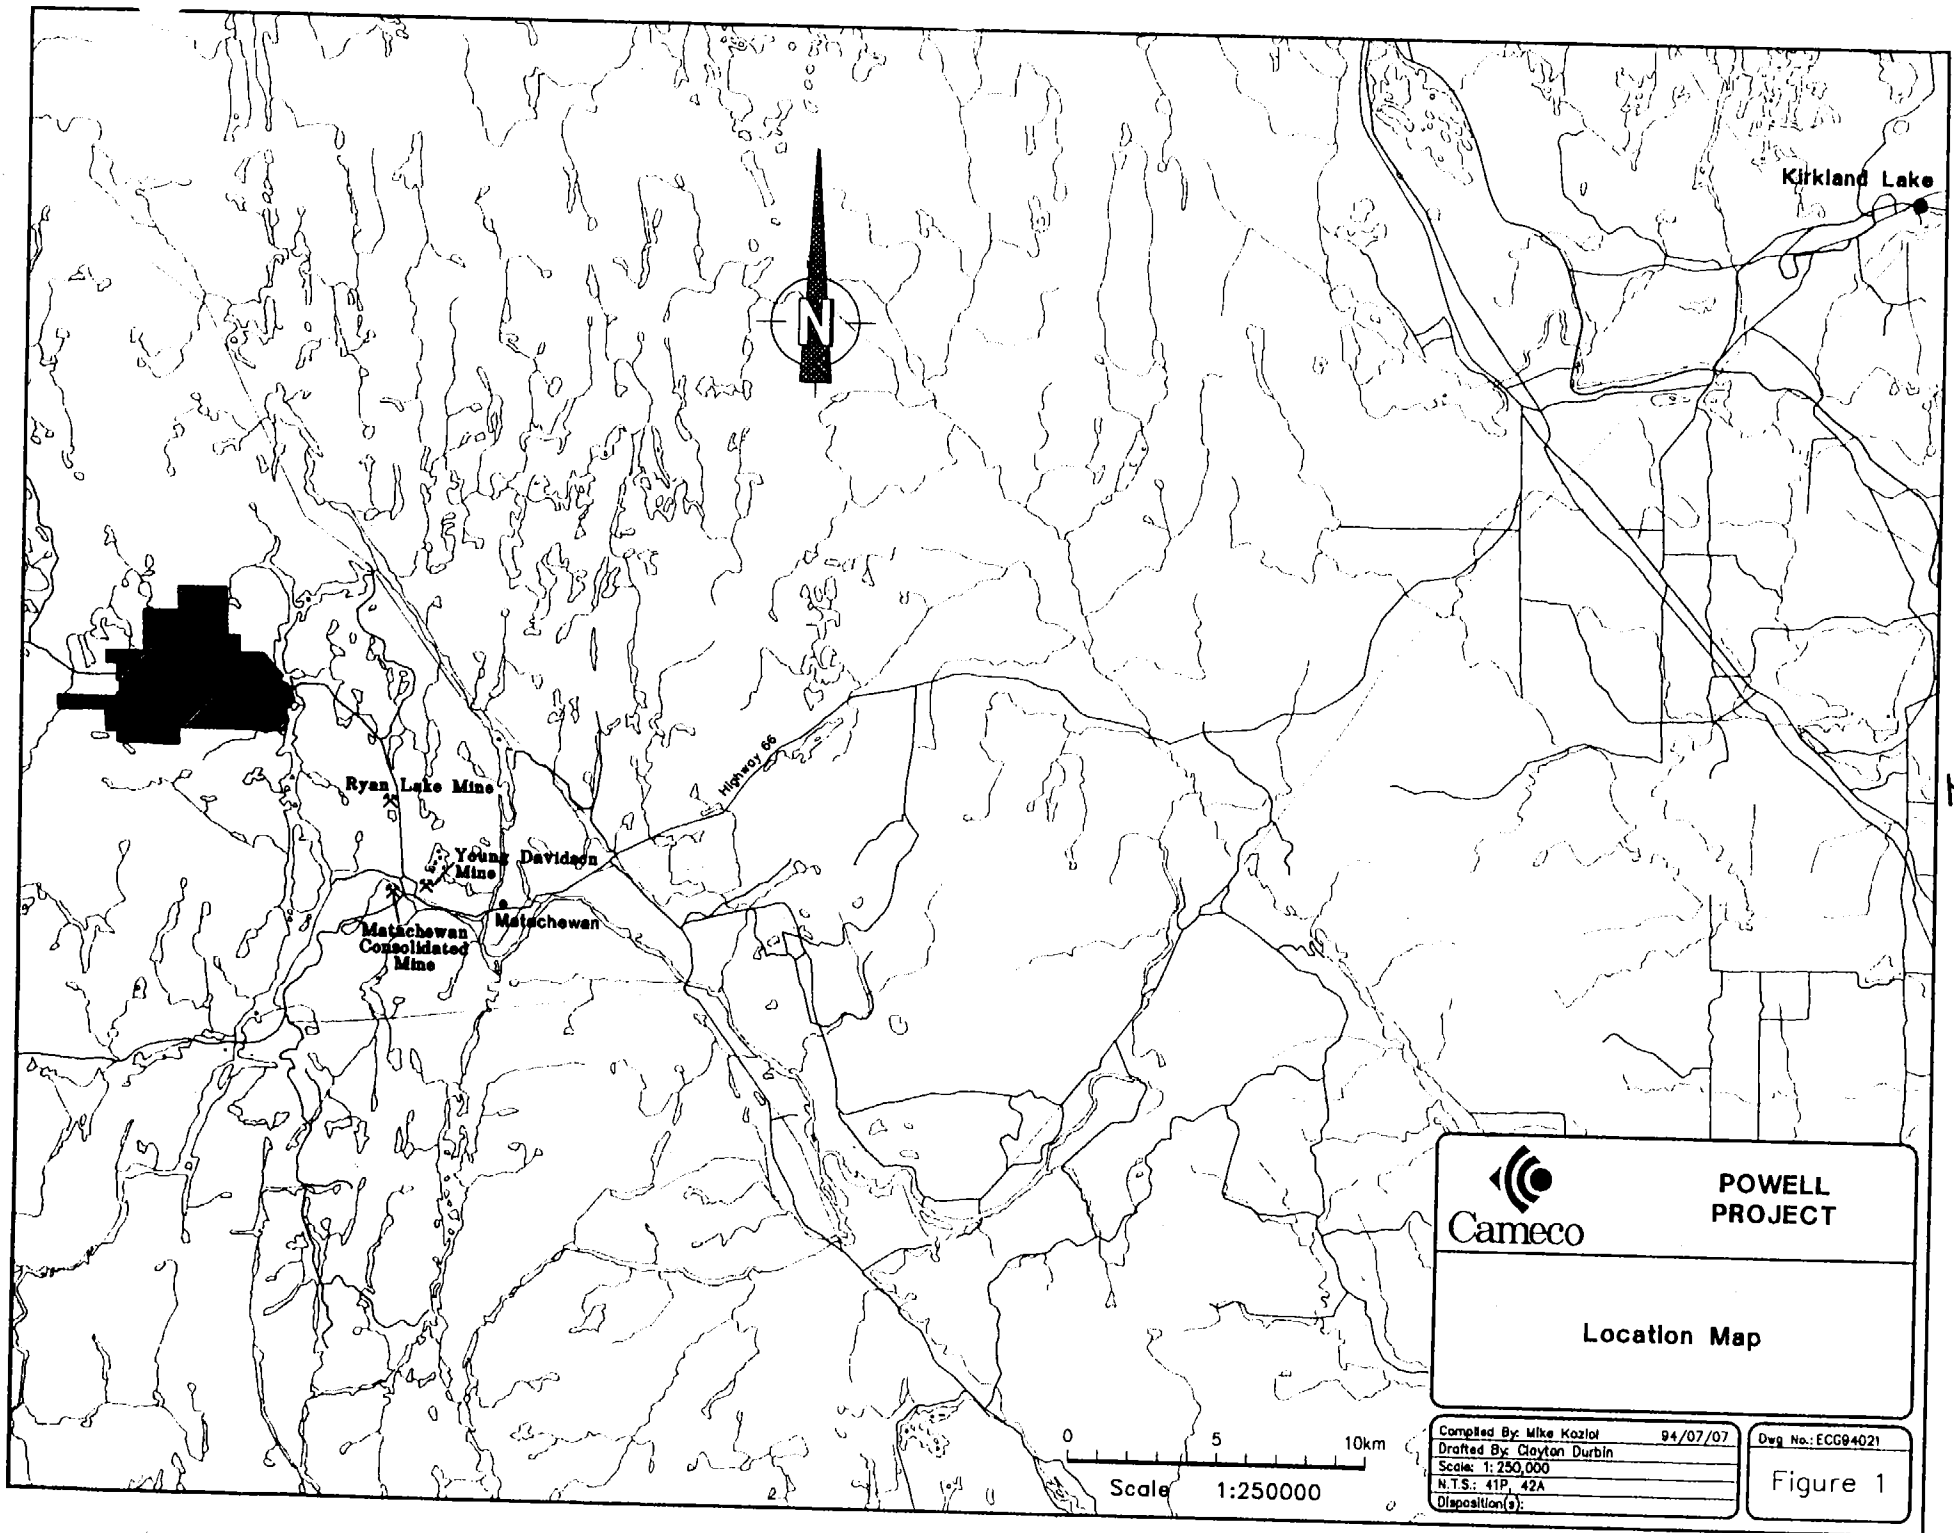 Kirkland Lake
N
Highway 66
Ryan Lake Mine
Young Davidson
Mine
Matachewan
Matachewan
Consolidated
Mine
Cameco
POWELL
PROJECT
Location Map
0 5 10km
Scale 1:250000
Compiled By: Mike Koziol 94/07/07
Drafted By: Clayton Durbin
Scale: 1:250,000
N.T.S.: 41P, 42A
Disposition(s):
Dwg No.: ECG94021
Figure 1